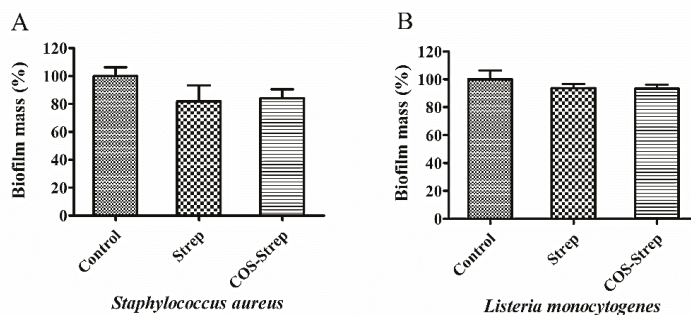 A
Biofilm mass (%)
120
100
80
60
40
20
0
Control
Strep
COS-Strep
Staphylococcus aureus
B
Biofilm mass (%)
120
100
80
60
40
20
0
Control
Strep
COS-Strep
Listeria monocytogenes